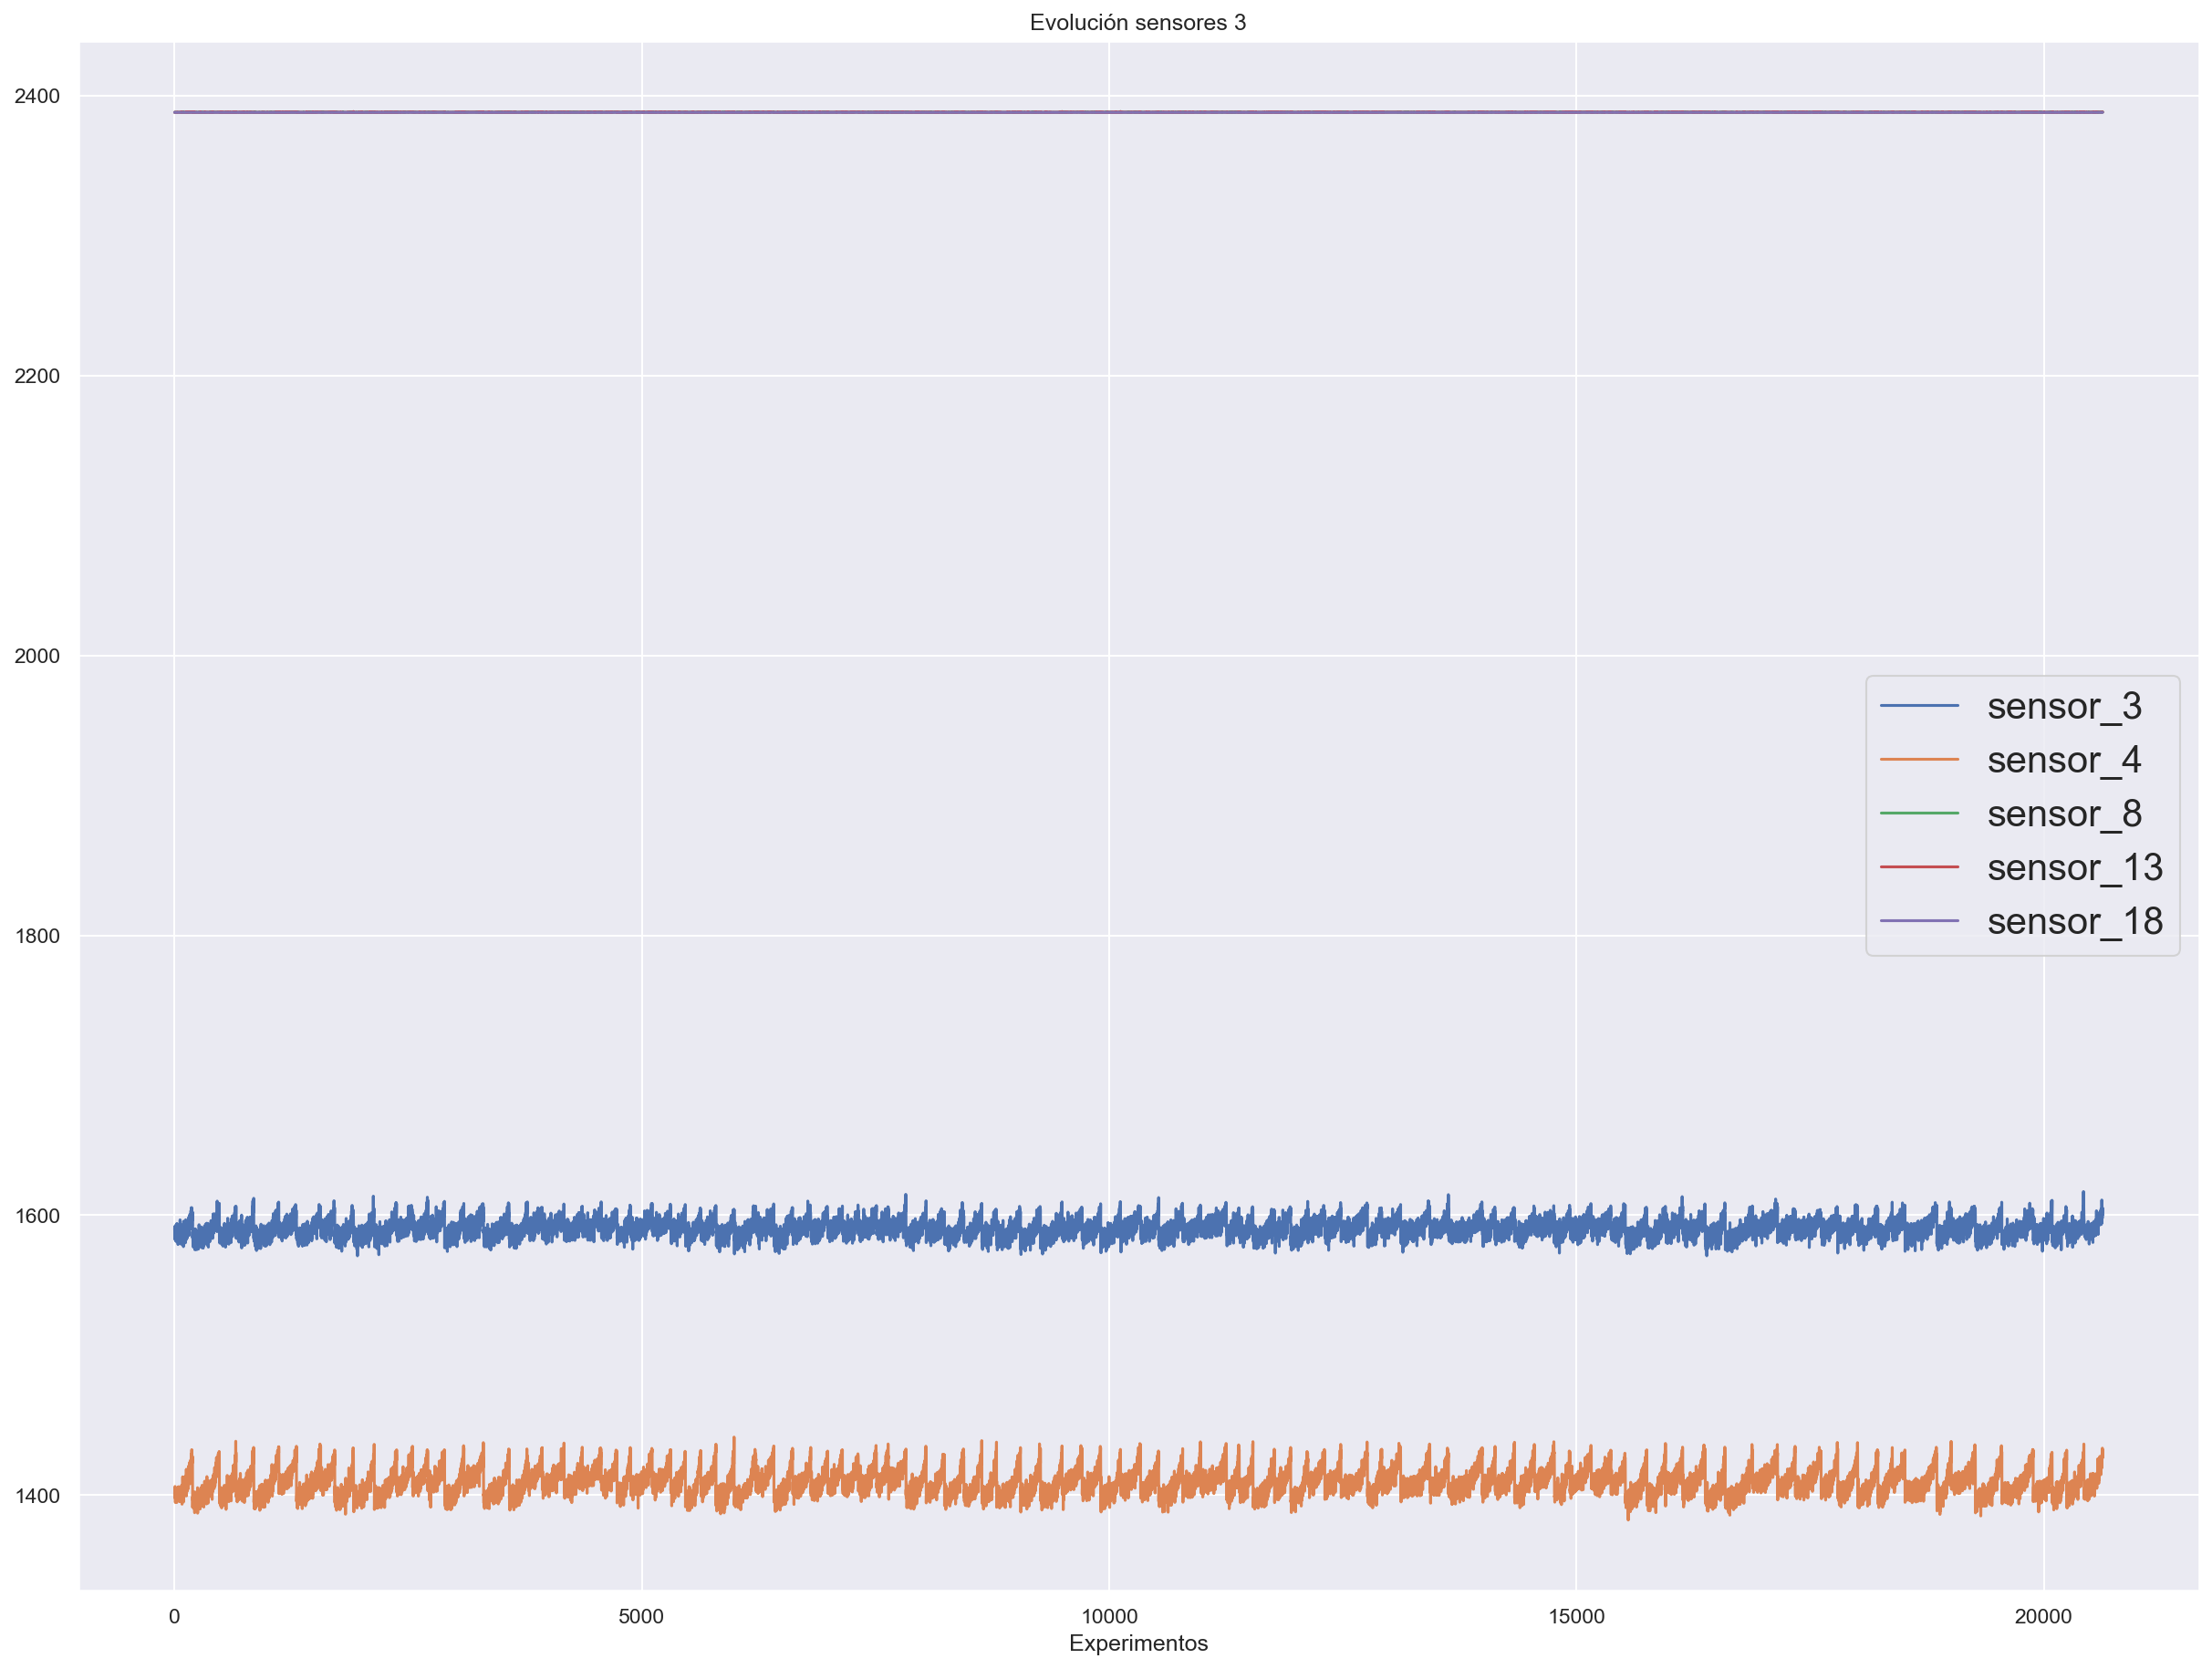 Evolución sensores 3
2400
2200
2000
1800
1600
1400
sensor_3
sensor_4
sensor_8
sensor_13
sensor_18
0 5000 10000 15000 20000
Experimentos